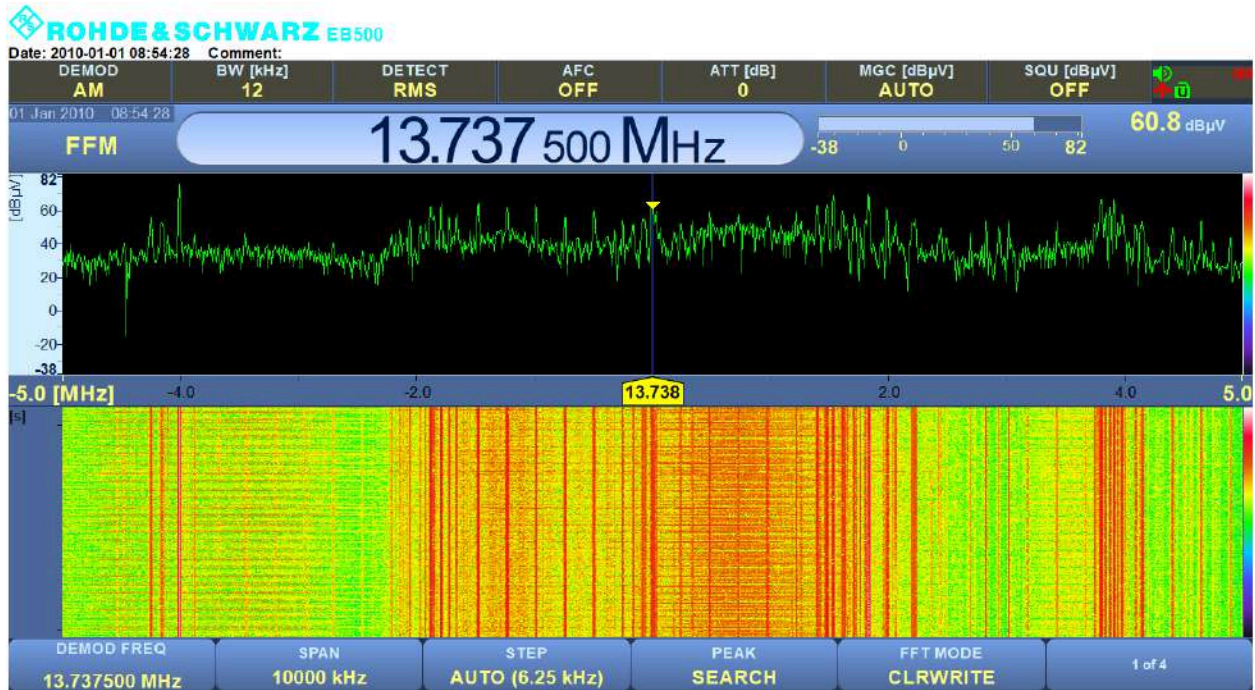 ROHDE&SCHWARZ EB500
Date: 2010-01-01 08:54:28 Comment:
DEMOD BW [kHz] DETECT AFC ATT [dB] MGC [dBµV] SQU [dBµV]
AM 12 RMS OFF 0 AUTO OFF
01 Jan 2010 08:54:28
FFM 13.737 500 MHz -38 0 50 82 60.8 dBµV
[dBµV]
82
60
40
20
0
-20
-38
-5.0 [MHz] -4.0 -2.0 13.738 2.0 4.0 5.0
[s]
DEMOD FREQ SPAN STEP PEAK FFT MODE
13.737500 MHz 10000 kHz AUTO (6.25 kHz) SEARCH CLRWRITE 1 of 4